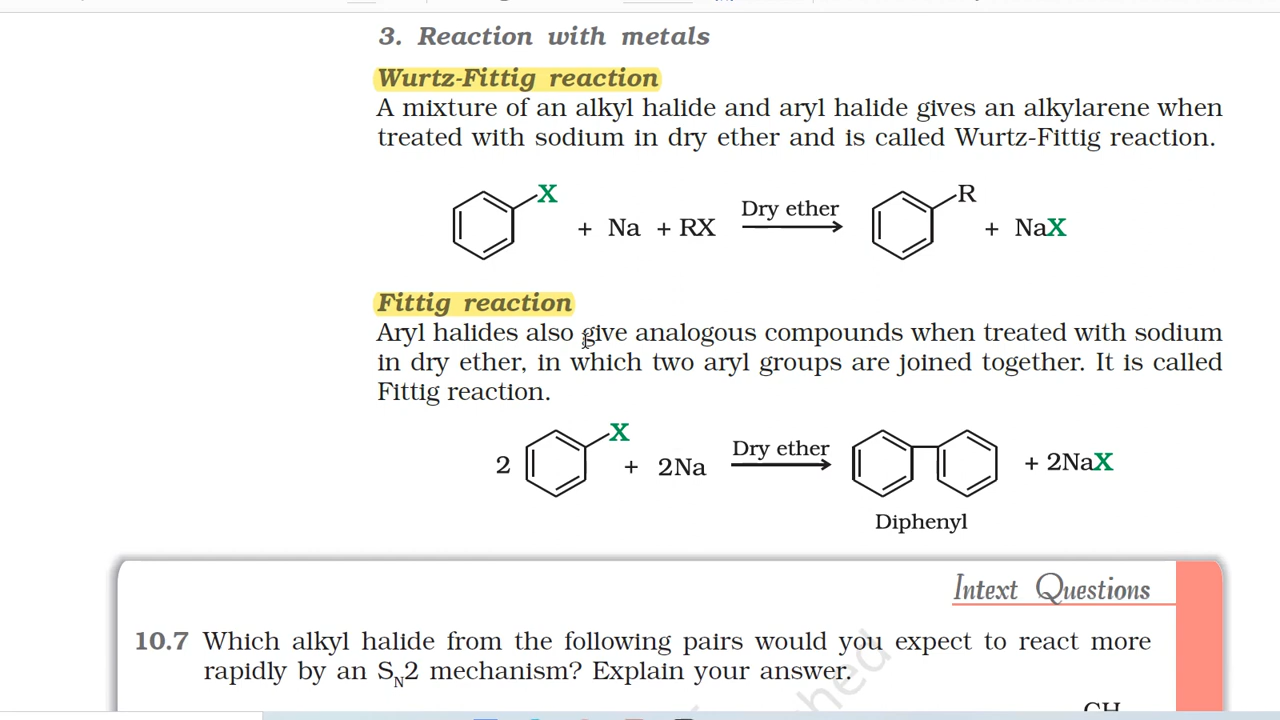 3. Reaction with metals
Wurtz-Fittig reaction
A mixture of an alkyl halide and aryl halide gives an alkylarene when
treated with sodium in dry ether and is called Wurtz-Fittig reaction.
X + Na + RX Dry ether R + NaX
Fittig reaction
Aryl halides also give analogous compounds when treated with sodium
in dry ether, in which two aryl groups are joined together. It is called
Fittig reaction.
2 X + 2Na Dry ether + 2NaX
Diphenyl
Intext Questions
10.7 Which alkyl halide from the following pairs would you expect to react more
rapidly by an SN2 mechanism? Explain your answer.
CH